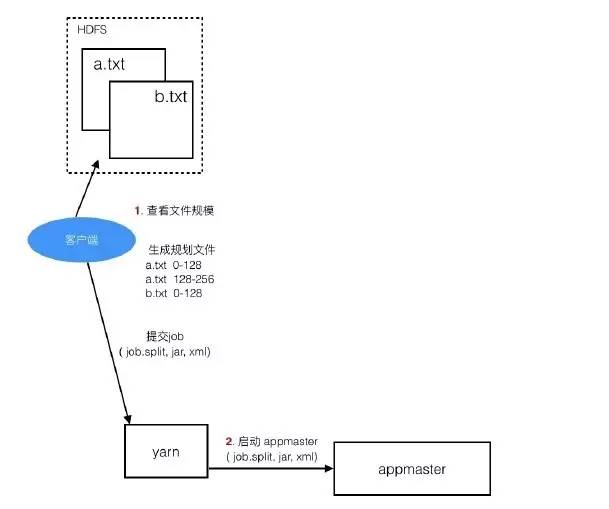 HDFS
a.txt
b.txt
1. 查看文件规模
客户端
生成规划文件
a.txt 0-128
a.txt 128-256
b.txt 0-128
提交job
( job.split, jar, xml)
2. 启动 appmaster
( job.split, jar, xml)
yarn
appmaster